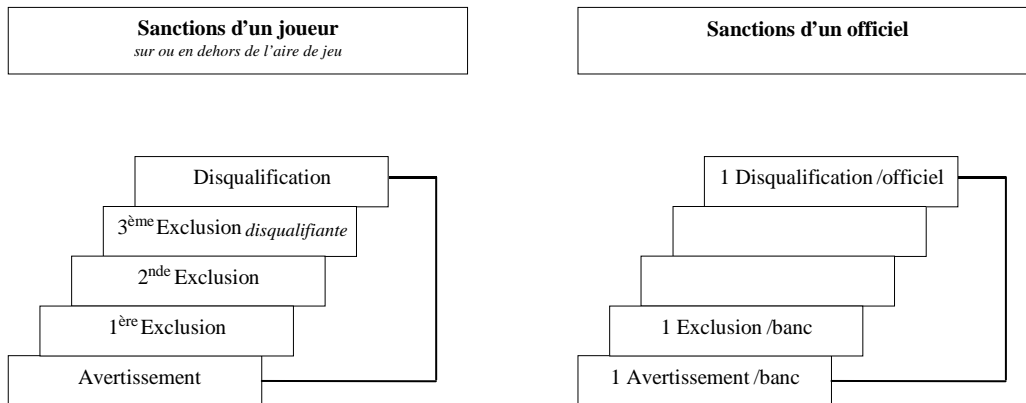 Sanctions d'un joueur
sur ou en dehors de l'aire de jeu
Disqualification
3ème Exclusion disqualifiante
2nde Exclusion
1ère Exclusion
Avertissement
Sanctions d'un officiel
1 Disqualification /officiel
1 Exclusion /banc
1 Avertissement /banc